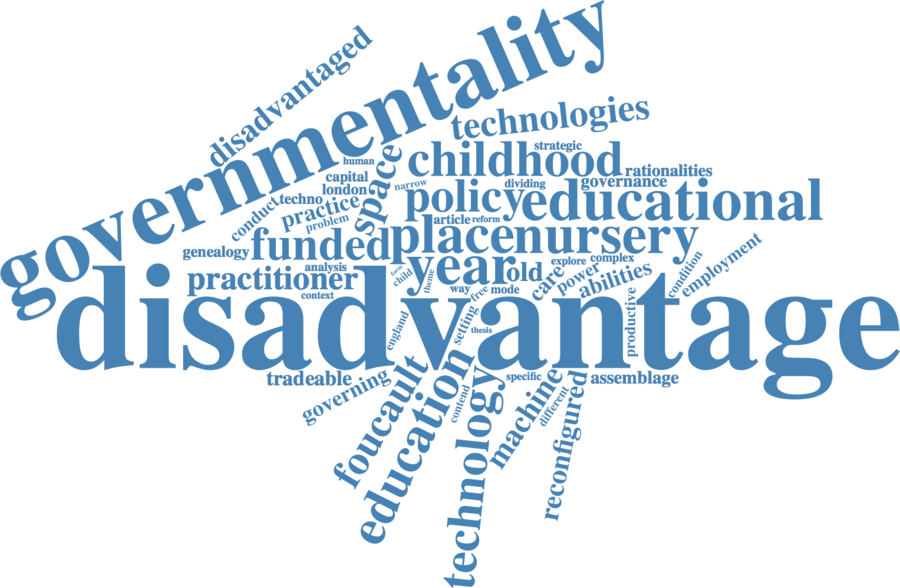 governmentality
disadvantaged
technologies
strategic
childhood
human
rationalities
capital
space
governance
dividing
narrow
london
policy
educational
techno
conduct
practice
problem
article
reform
place
nursery
funded
genealogy
explore
complex
employment
condition
analysis
focus
child
theme
year
old
care
power
abilities
practitioner
context
way
free
mode
disadvantage
england
setting
thesis
productive
tradeable
governing
foucault
education
contend
technology
specific
machine
different
reconfigured
assemblage